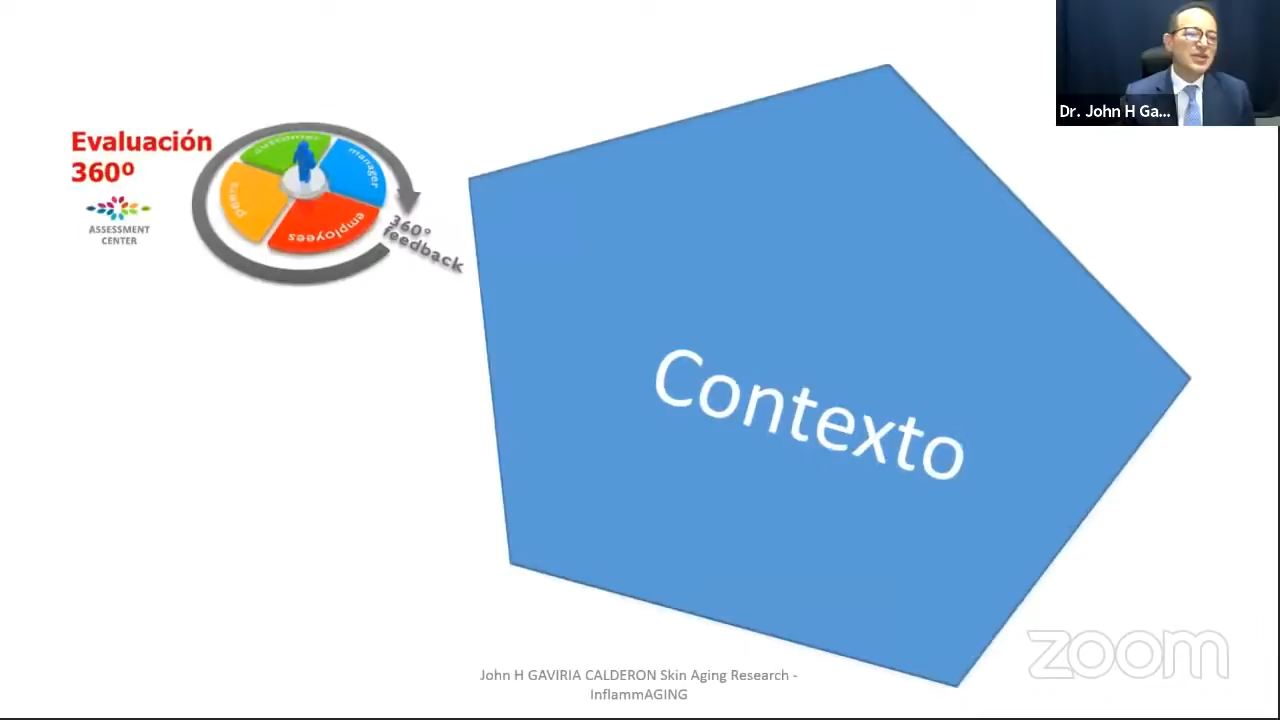 Dr. John H Ga...
Evaluación
360º
ASSESSMENT
CENTER
customer
manager
peers
employees
360°
feedback
Contexto
zoom
John H GAVIRIA CALDERON Skin Aging Research -
InflammAGING